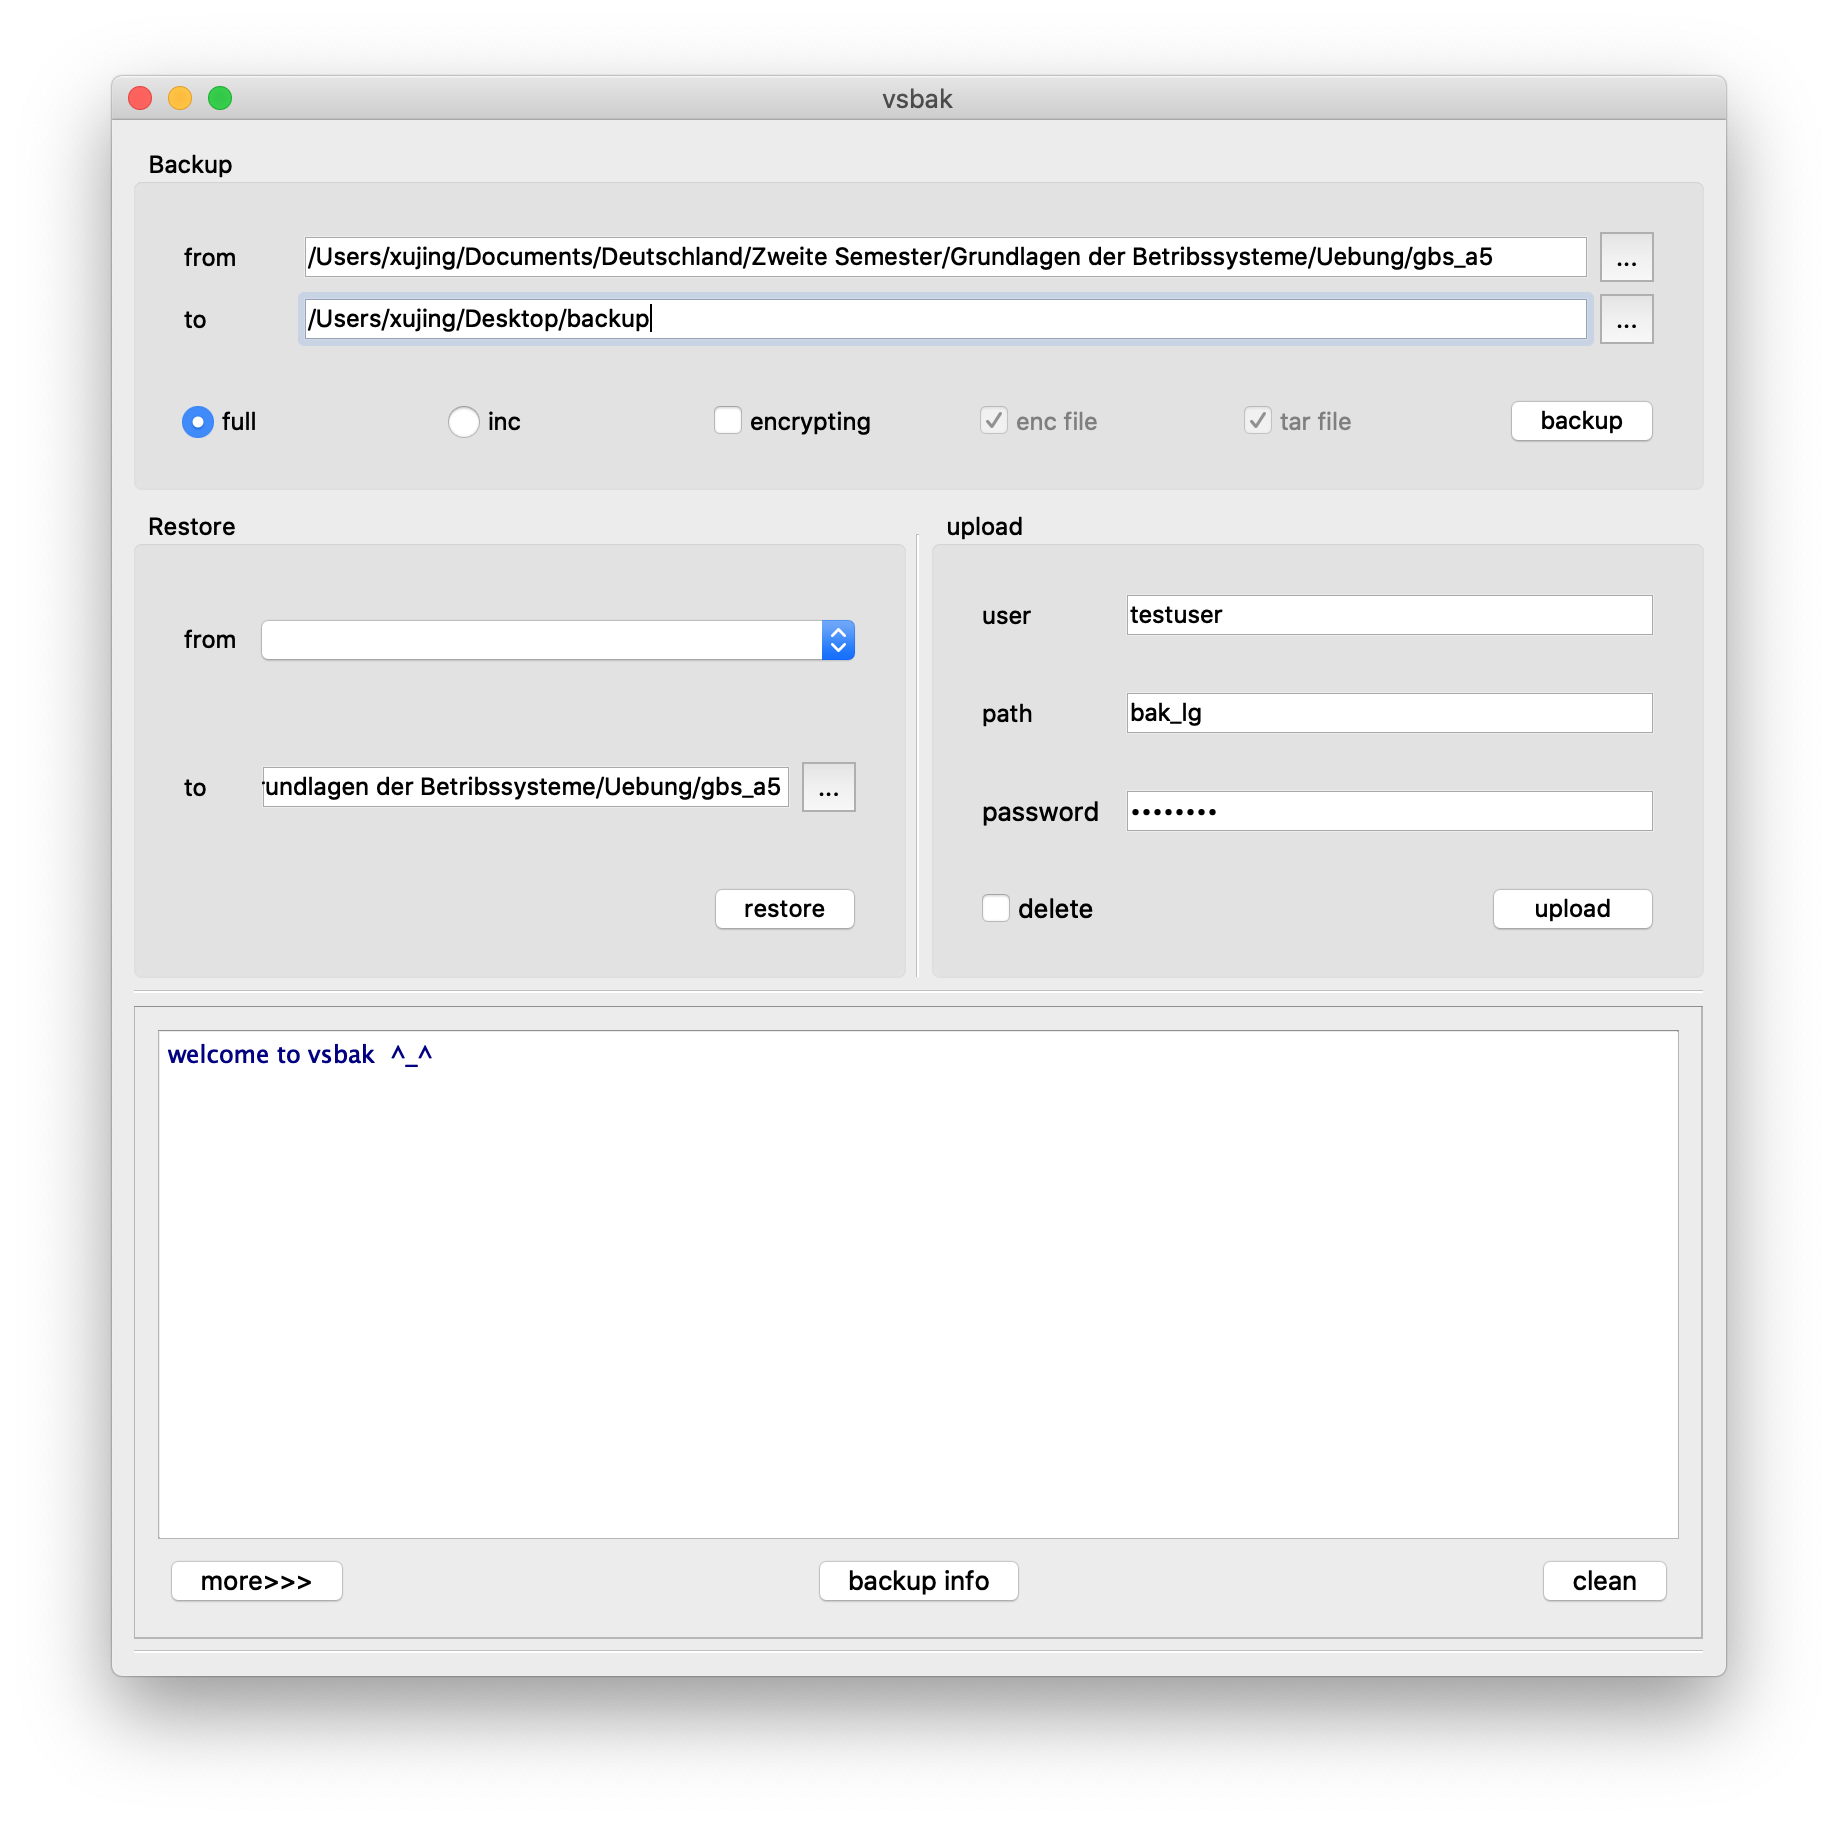 vsbak
Backup
from /Users/xujing/Documents/Deutschland/Zweite Semester/Grundlagen der Betribssysteme/Uebung/gbs_a5 ...
to /Users/xujing/Desktop/backup ...
full inc encrypting enc file tar file backup
Restore
from
to rundlagen der Betribssysteme/Uebung/gbs_a5 ...
restore
upload
user testuser
path bak_lg
password ••••••••
delete upload
welcome to vsbak ^_^
more>>> backup info clean